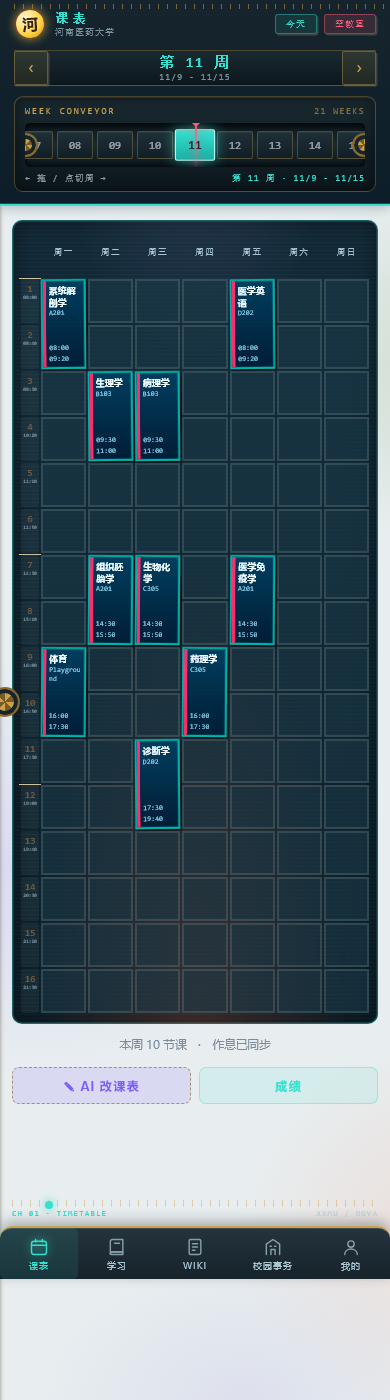 河
课表
河南医药大学
今天
空教室
‹
第 11 周
11/9 - 11/15
›
WEEK CONVEYOR
21 WEEKS
08
09
10
11
12
13
14
← 拖 / 点切周 →
第 11 周 · 11/9 - 11/15
周一
周二
周三
周四
周五
周六
周日
1
系统解剖学
A201
08:00
09:20
医学英语
D202
08:00
09:20
2
3
生理学
B103
09:30
11:00
病理学
B103
09:30
11:00
4
5
6
7
组织胚胎学
A201
14:30
15:50
生物化学
C305
14:30
15:50
医学免疫学
A201
14:30
15:50
8
9
体育
Playground
16:00
17:30
药理学
C305
16:00
17:30
10
11
诊断学
D202
17:30
19:40
12
13
14
15
16
本周 10 节课 · 作息已同步
AI 改课表
成绩
CH 01 · TIMETABLE
课表
学习
WIKI
校园事务
我的